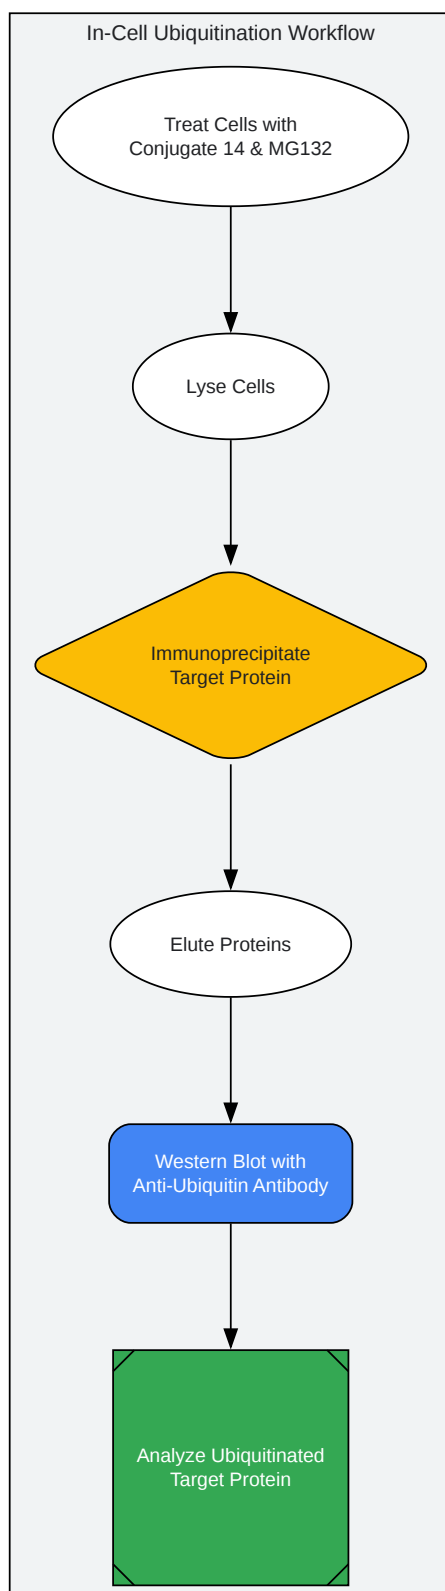 In-Cell Ubiquitination Workflow
Treat Cells with
Conjugate 14 & MG132
Lyse Cells
Immunoprecipitate
Target Protein
Elute Proteins
Western Blot with
Anti-Ubiquitin Antibody
Analyze Ubiquitinated
Target Protein